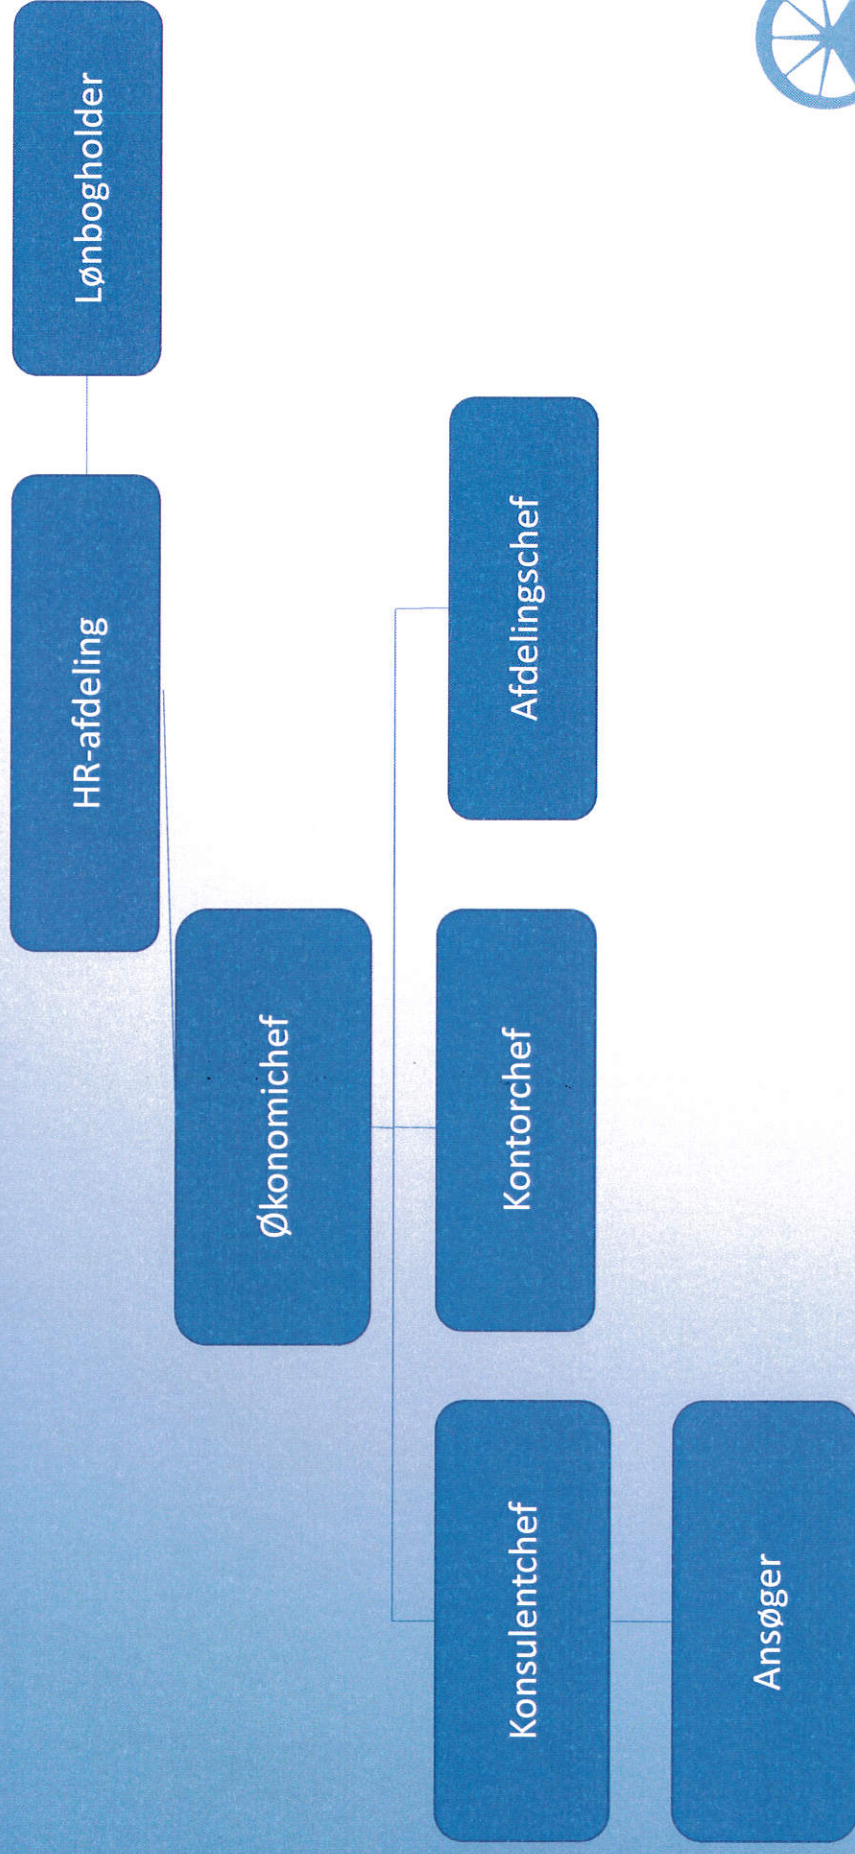 HR-afdeling
Lønbogholder
Økonomichef
Konsulentchef
Kontorchef
Afdelingschef
Ansøger